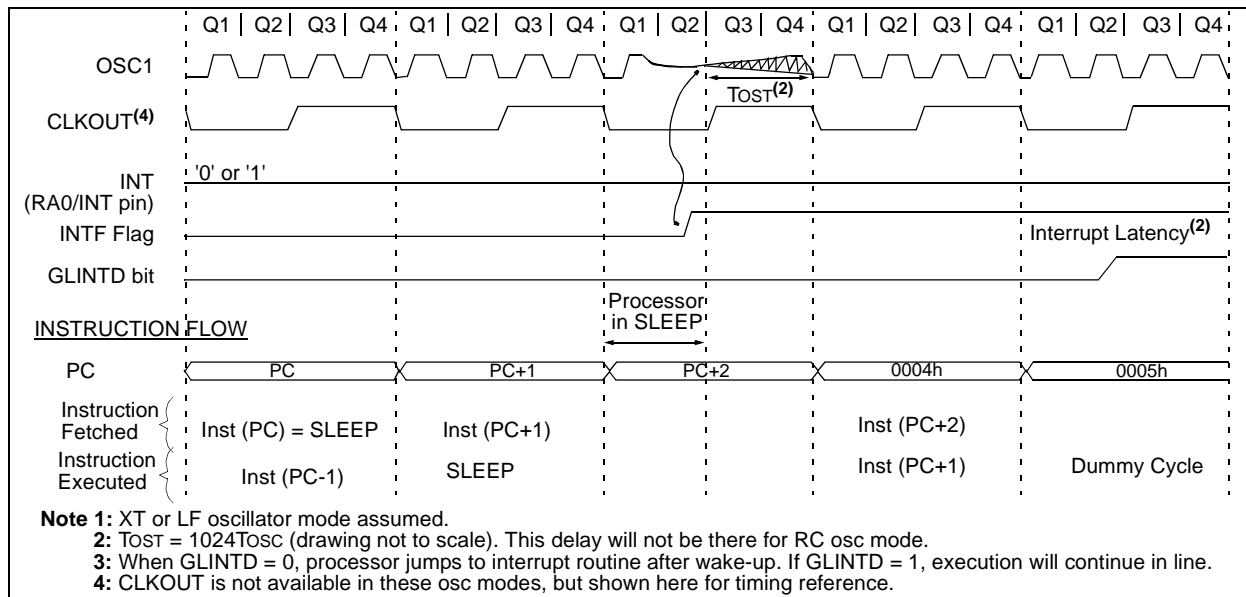 Q1 Q2 Q3 Q4 Q1 Q2 Q3 Q4 Q1 Q2 Q3 Q4 Q1 Q2 Q3 Q4 Q1 Q2 Q3 Q4
OSC1
TOST(2)
CLKOUT(4)
'0' or '1'
INT
(RA0/INT pin)
INTF Flag
Interrupt Latency(2)
GLINTD bit
Processor
in SLEEP
INSTRUCTION FLOW
PC PC PC+1 PC+2 0004h 0005h
Instruction
Fetched
Inst (PC) = SLEEP Inst (PC+1) Inst (PC+2)
Instruction
Executed
Inst (PC-1) SLEEP Inst (PC+1) Dummy Cycle
Note 1: XT or LF oscillator mode assumed.
2: TOST = 1024TOSC (drawing not to scale). This delay will not be there for RC osc mode.
3: When GLINTD = 0, processor jumps to interrupt routine after wake-up. If GLINTD = 1, execution will continue in line.
4: CLKOUT is not available in these osc modes, but shown here for timing reference.